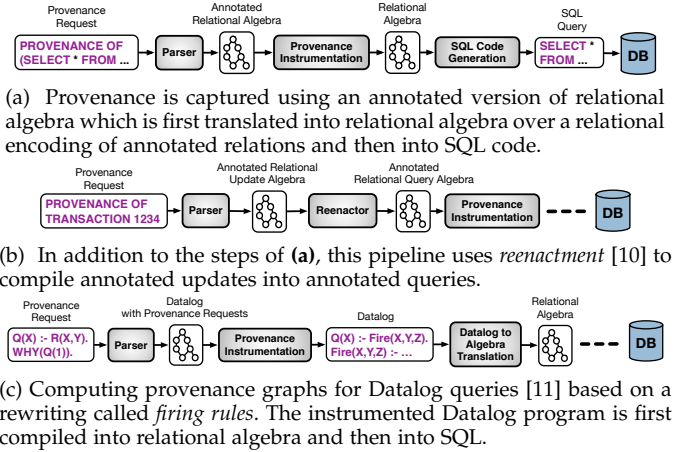 Provenance Request
Annotated Relational Algebra
Relational Algebra
SQL Query
PROVENANCE OF
(SELECT * FROM ...
Parser
Provenance Instrumentation
SQL Code Generation
SELECT *
FROM ...
DB
(a) Provenance is captured using an annotated version of relational
algebra which is first translated into relational algebra over a relational
encoding of annotated relations and then into SQL code.
Provenance Request
Annotated Relational Update Algebra
Annotated Relational Query Algebra
PROVENANCE OF
TRANSACTION 1234
Parser
Reenactor
Provenance Instrumentation
DB
(b) In addition to the steps of (a), this pipeline uses reenactment [10] to
compile annotated updates into annotated queries.
Provenance Request
Datalog with Provenance Requests
Datalog
Relational Algebra
Q(X) :- R(X,Y).
WHY(Q(1)).
Parser
Provenance Instrumentation
Q(X) :- Fire(X,Y,Z).
Fire(X,Y,Z) :- ...
Datalog to Algebra Translation
DB
(c) Computing provenance graphs for Datalog queries [11] based on a
rewriting called firing rules. The instrumented Datalog program is first
compiled into relational algebra and then into SQL.